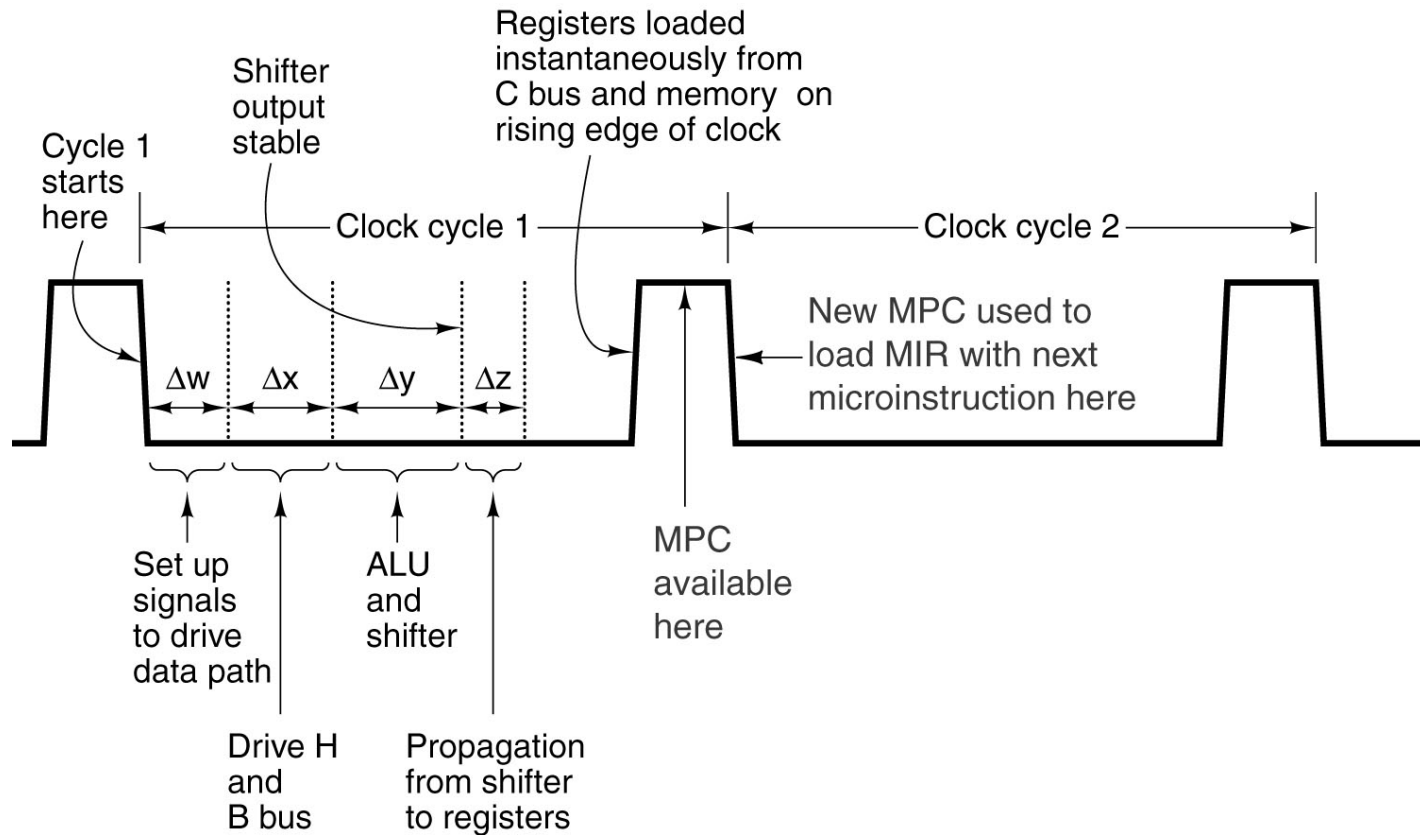 Registers loaded
instantaneously from
C bus and memory on
rising edge of clock
Shifter
output
stable
Cycle 1
starts
here
Clock cycle 1
Clock cycle 2
New MPC used to
load MIR with next
microinstruction here
Δw
Δx
Δy
Δz
Set up
signals
to drive
data path
ALU
and
shifter
MPC
available
here
Drive H
and
B bus
Propagation
from shifter
to registers